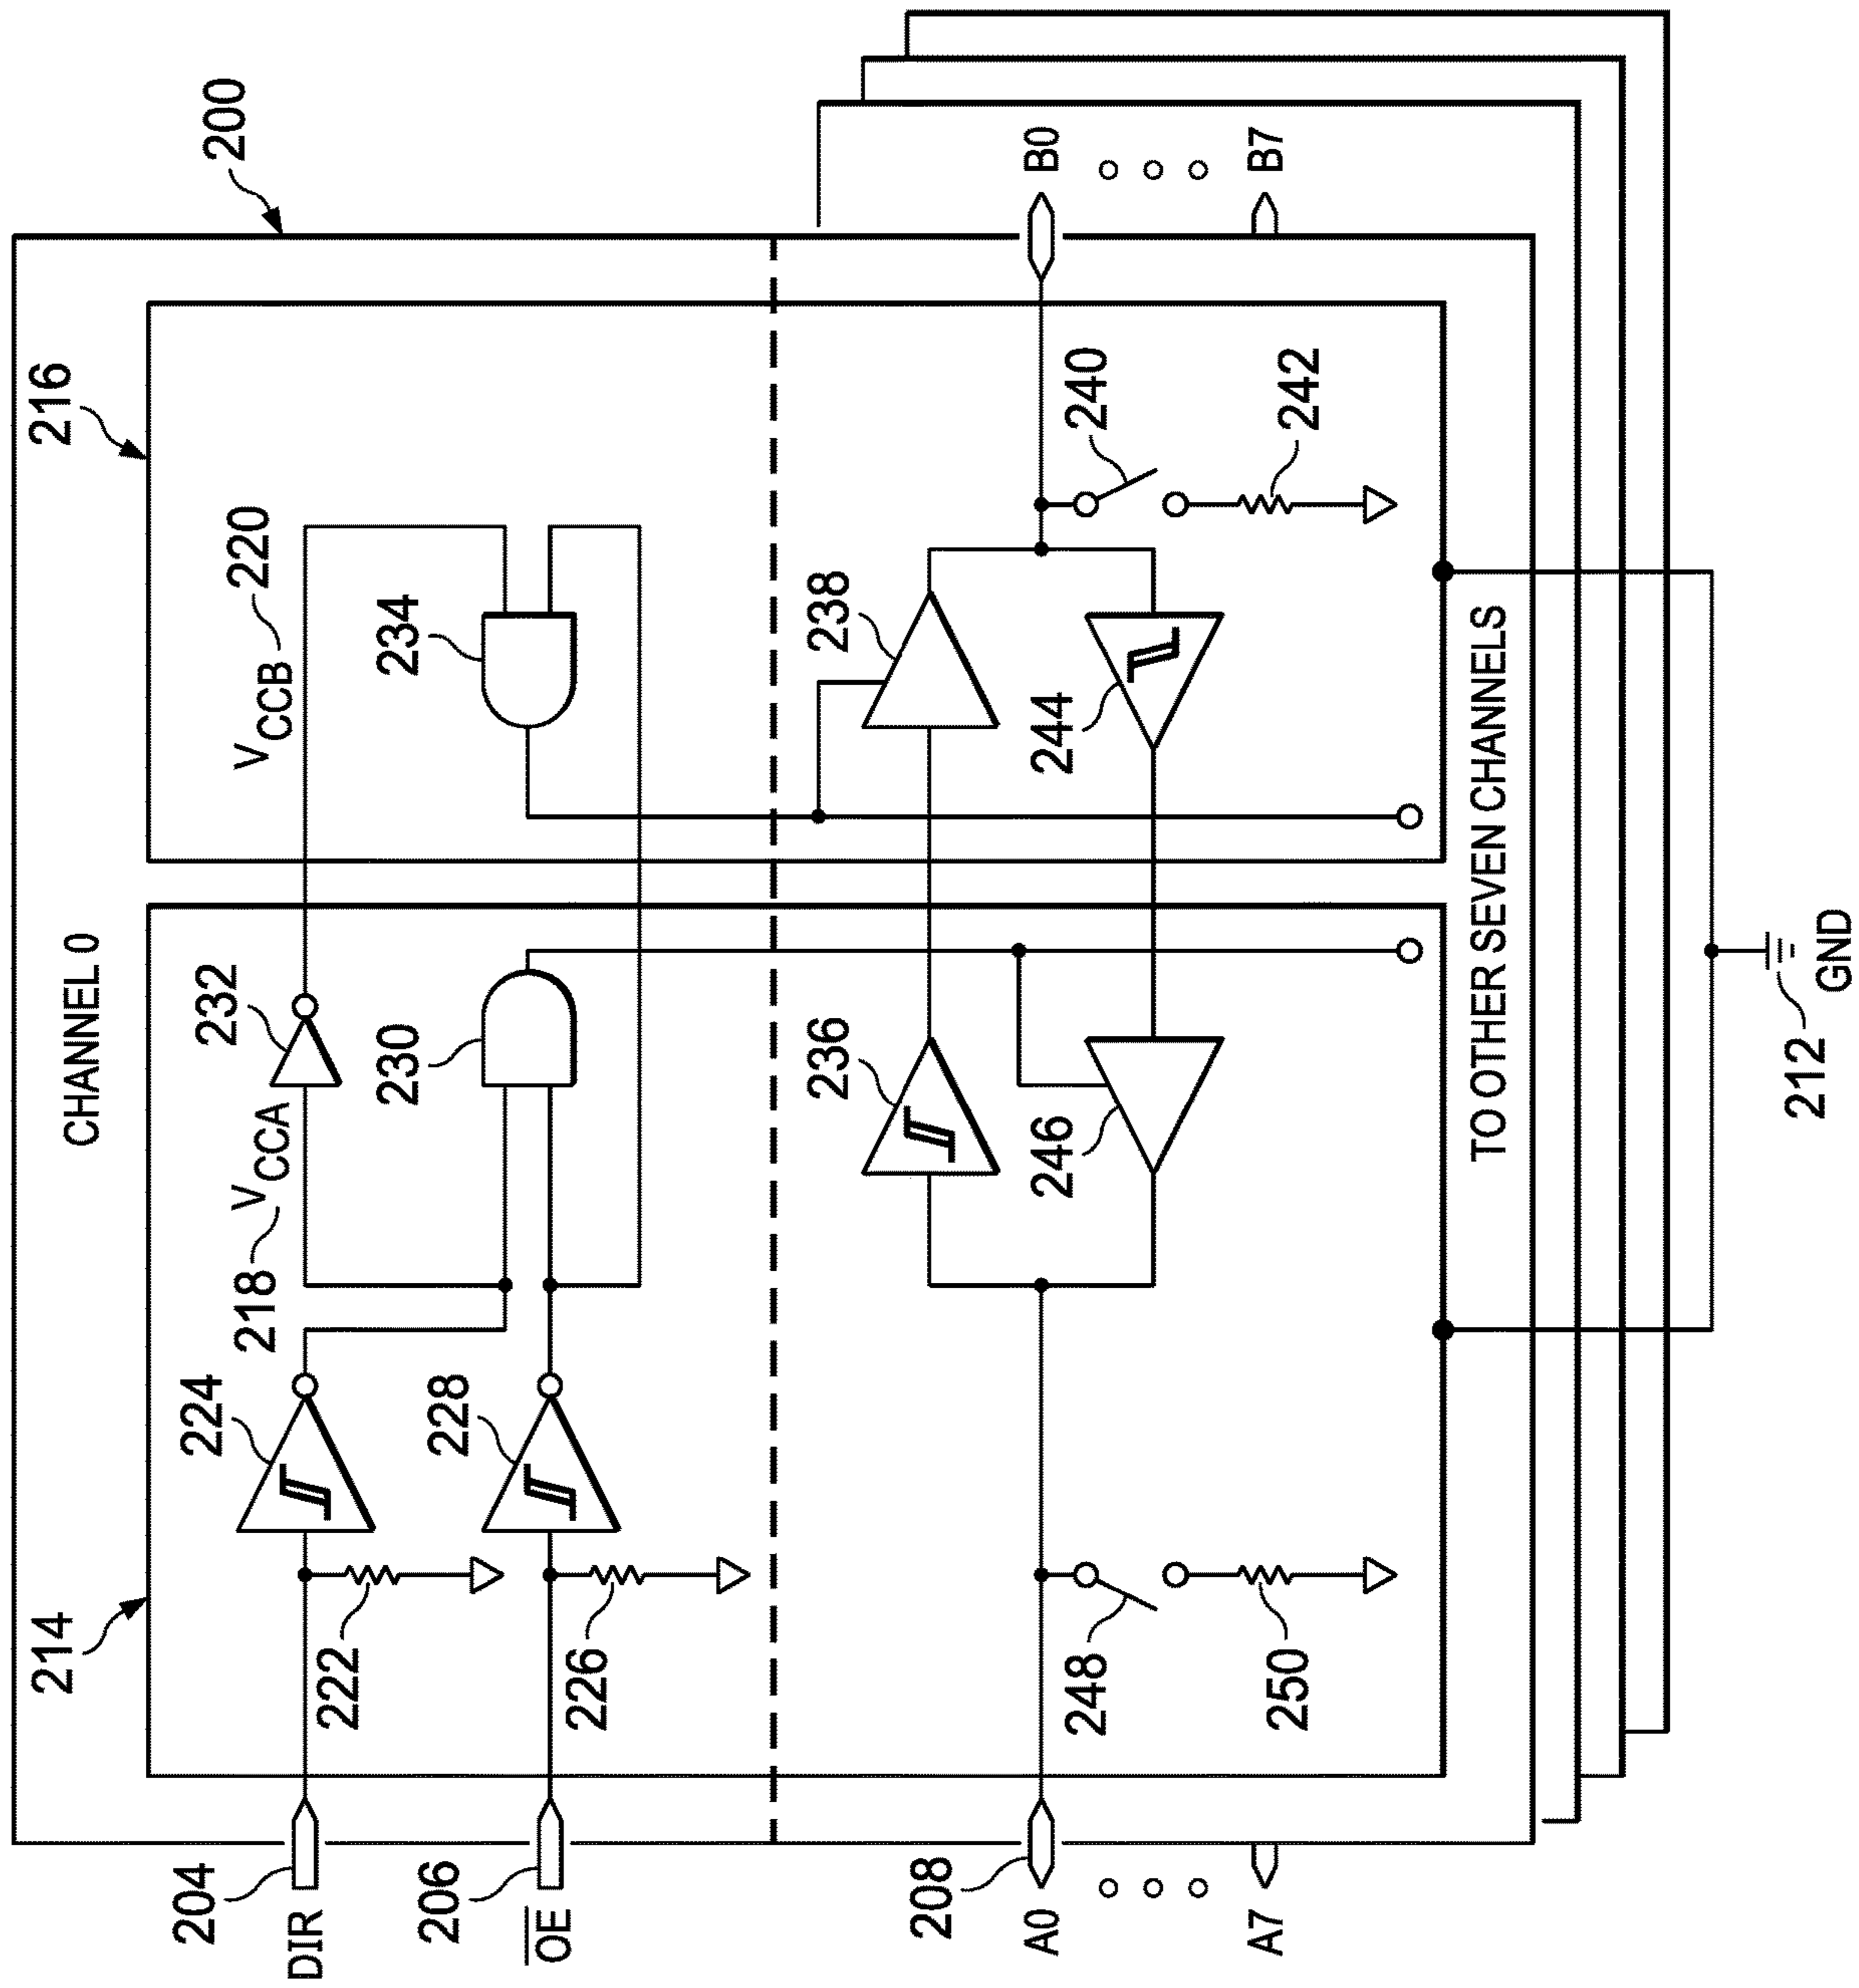 CHANNEL 0
200
214
216
204
DIR
222
224
218 VCCA
232
VCCB 220
206
OE
226
228
230
234
208
A0
236
238
B0
248
246
244
240
A7
250
242
B7
TO OTHER SEVEN CHANNELS
212
GND